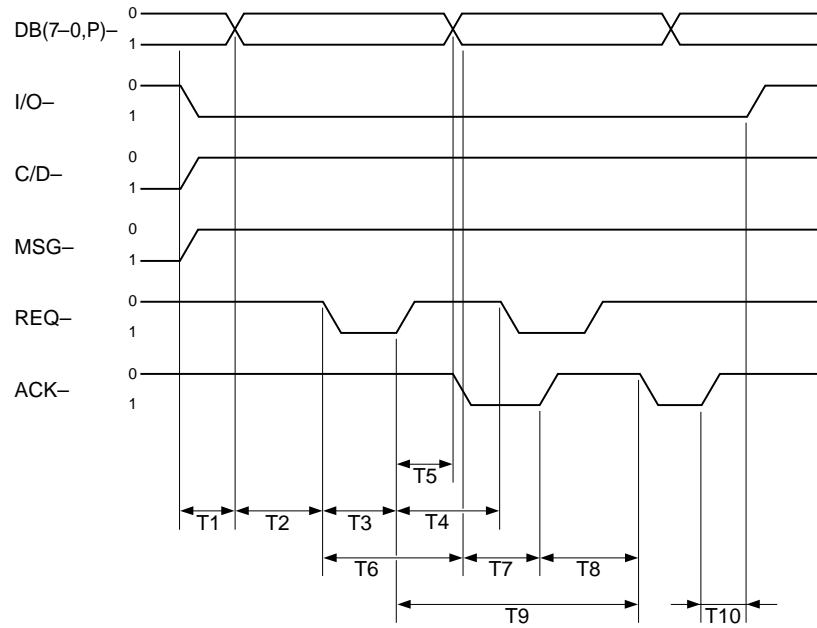 DB(7–0,P)–
0
1
I/O–
0
1
C/D–
0
1
MSG–
0
1
REQ–
0
1
ACK–
0
1
T5
T1 T2 T3 T4
T6 T7 T8
T9 T10